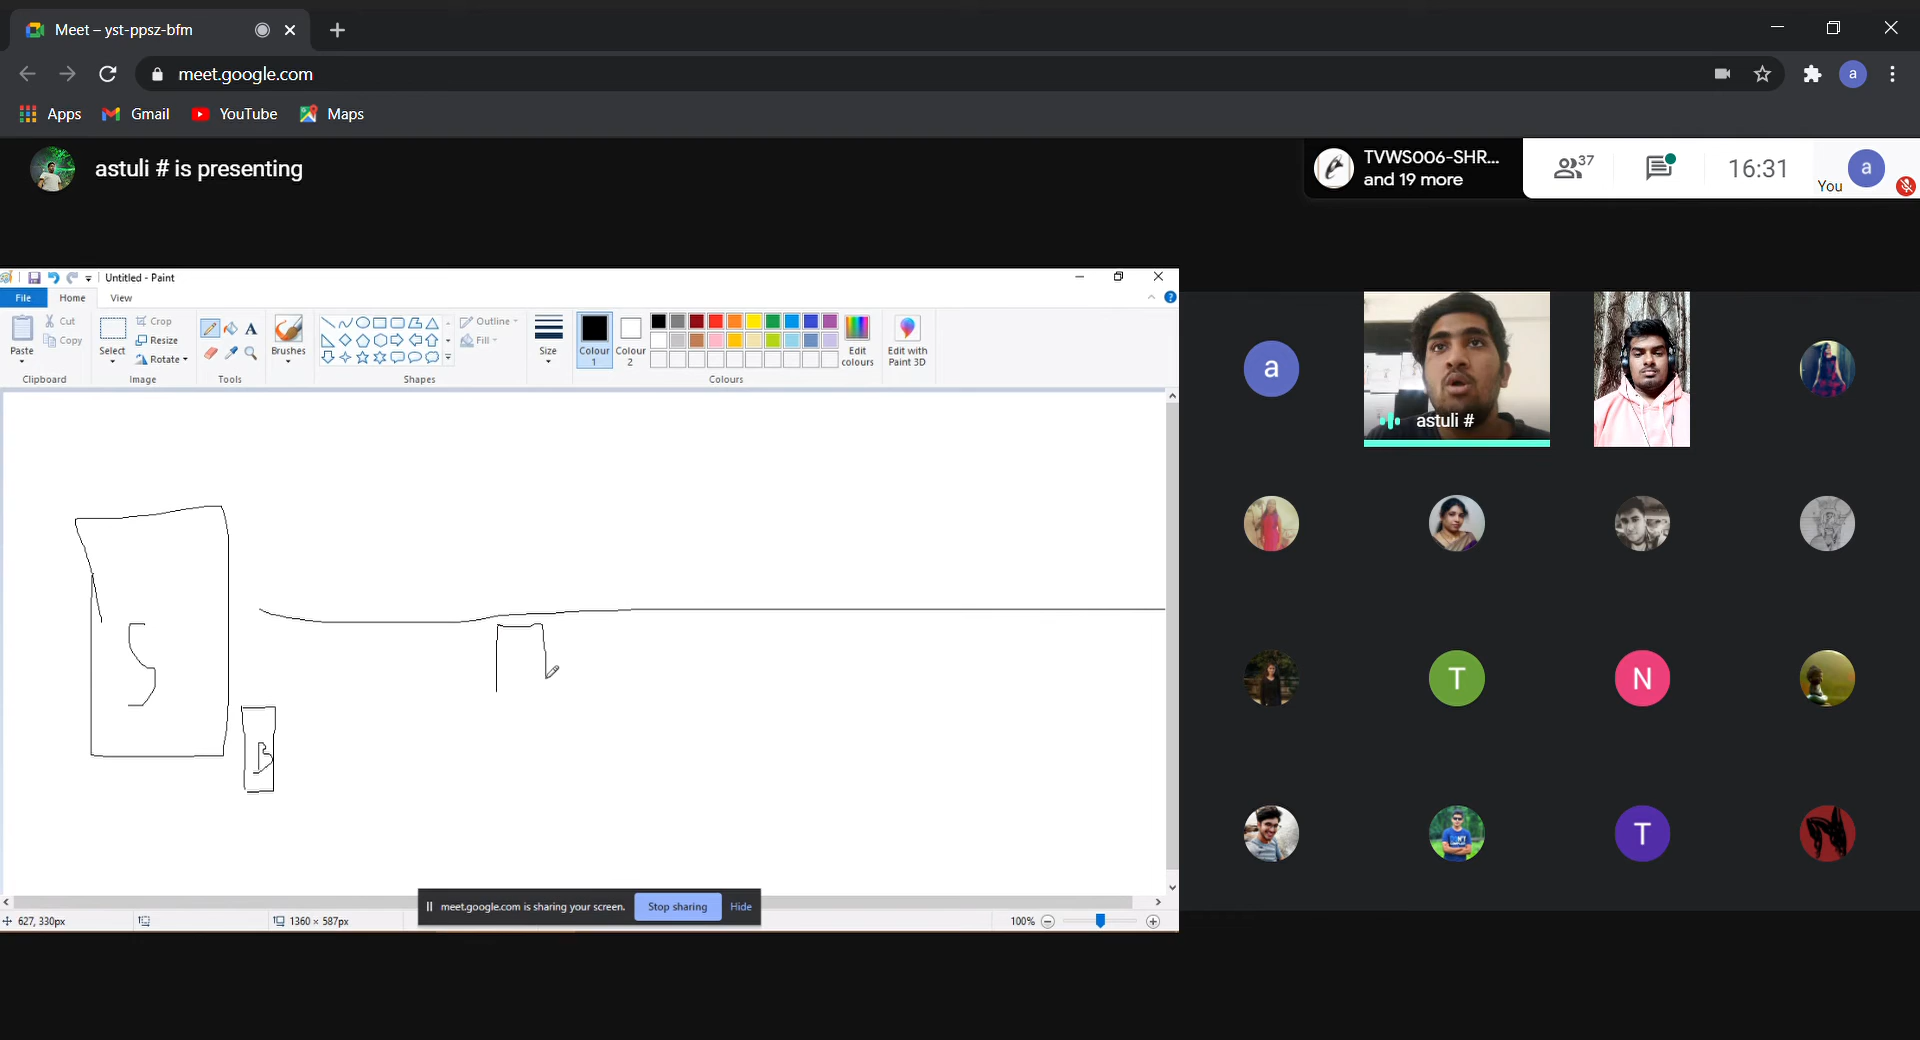 Meet – yst-ppsz-bfm
meet.google.com
a
Apps Gmail YouTube Maps
astuli # is presenting
TVWS006-SHR...
and 19 more
37
16:31
You
a
Untitled - Paint
File Home View
Paste
Cut
Copy
Clipboard
Select
Crop
Resize
Rotate
Image
A
Tools
Brushes
Shapes
Outline
Fill
Size
Colour
1
Colour
2
Edit
colours
Colours
Edit with
Paint 3D
S
B
meet.google.com is sharing your screen. Stop sharing Hide
627, 330px
1360 × 587px
100%
a
astuli #
T
N
T